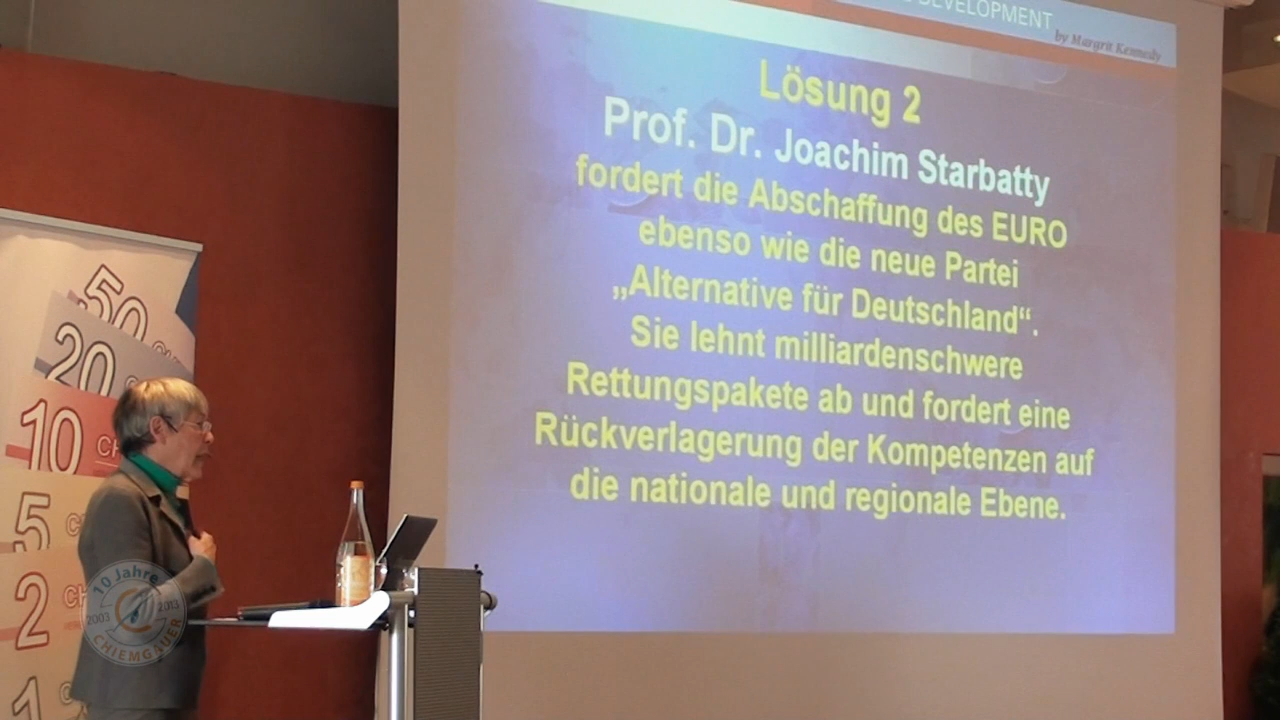 DEVELOPMENT
by Margrit Kennedy
Lösung 2
Prof. Dr. Joachim Starbatty
fordert die Abschaffung des EURO
ebenso wie die neue Partei
„Alternative für Deutschland“.
Sie lehnt milliardenschwere
Rettungspakete ab und fordert eine
Rückverlagerung der Kompetenzen auf
die nationale und regionale Ebene.
50
20
10
5
2
1
10 Jahre
2003 2013
CHIEMGAUER